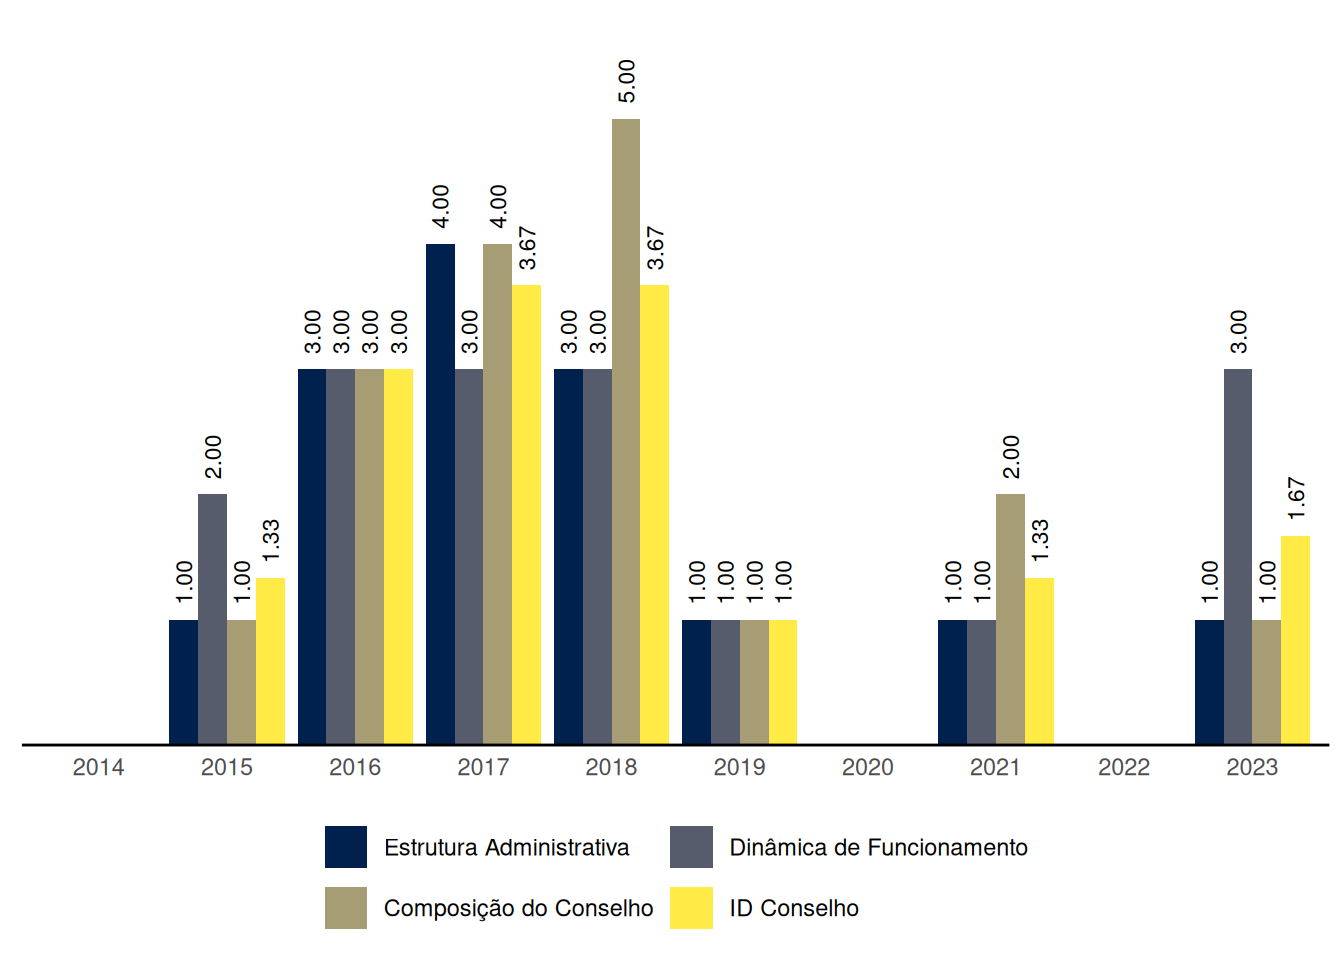 1.00 2.00 1.00 1.33 3.00 3.00 3.00 3.00 4.00 3.00 4.00 3.67 3.00 3.00 5.00 3.67 1.00 1.00 1.00 1.00 1.00 1.00 2.00 1.33 1.00 3.00 1.00 1.67
2014 2015 2016 2017 2018 2019 2020 2021 2022 2023
Estrutura Administrativa Dinâmica de Funcionamento
Composição do Conselho ID Conselho